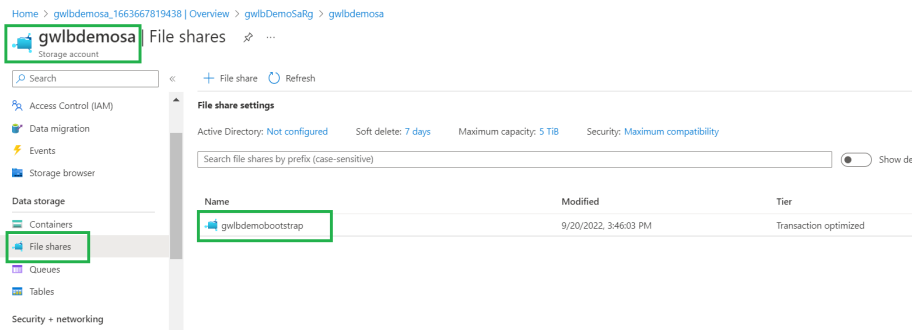 Home > gwlbdemosa_1663667819438 | Overview > gwlbDemoSaRg > gwlbdemosa
gwlbdemosa | File shares ...
Storage account
Search «
+ File share Refresh
Access Control (IAM)
Data migration
Events
Storage browser
Data storage
Containers
File shares
Queues
Tables
Security + networking
File share settings
Active Directory: Not configured Soft delete: 7 days Maximum capacity: 5 TiB Security: Maximum compatibility
Search file shares by prefix (case-sensitive) Show de
Name Modified Tier
gwlbdemobootstrap 9/20/2022, 3:46:03 PM Transaction optimized